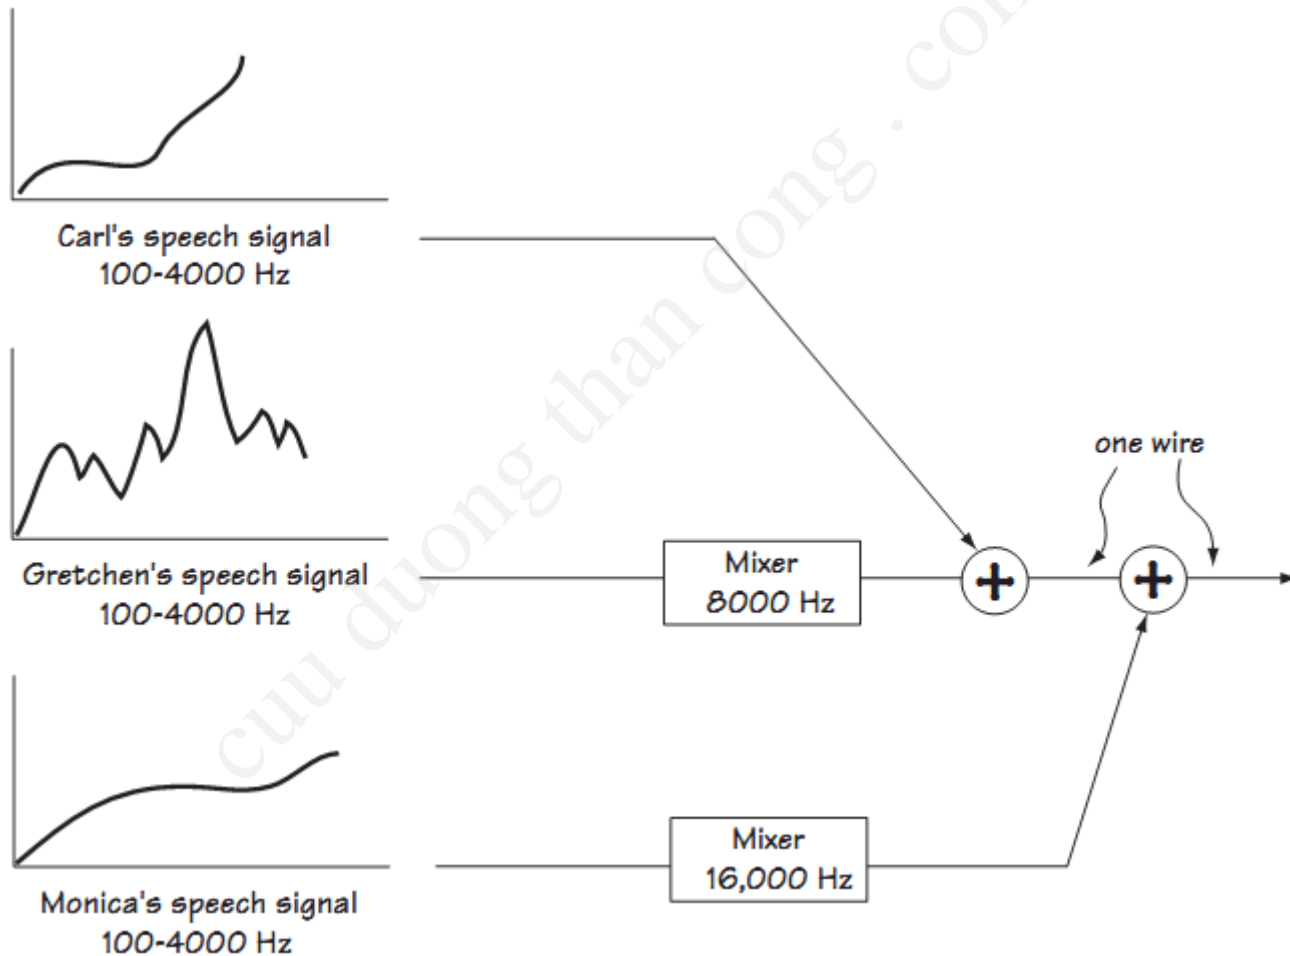 Carl's speech signal
100-4000 Hz
Gretchen's speech signal
100-4000 Hz
Mixer
8000 Hz
one wire
Monica's speech signal
100-4000 Hz
Mixer
16,000 Hz
cuu duong than cong . com